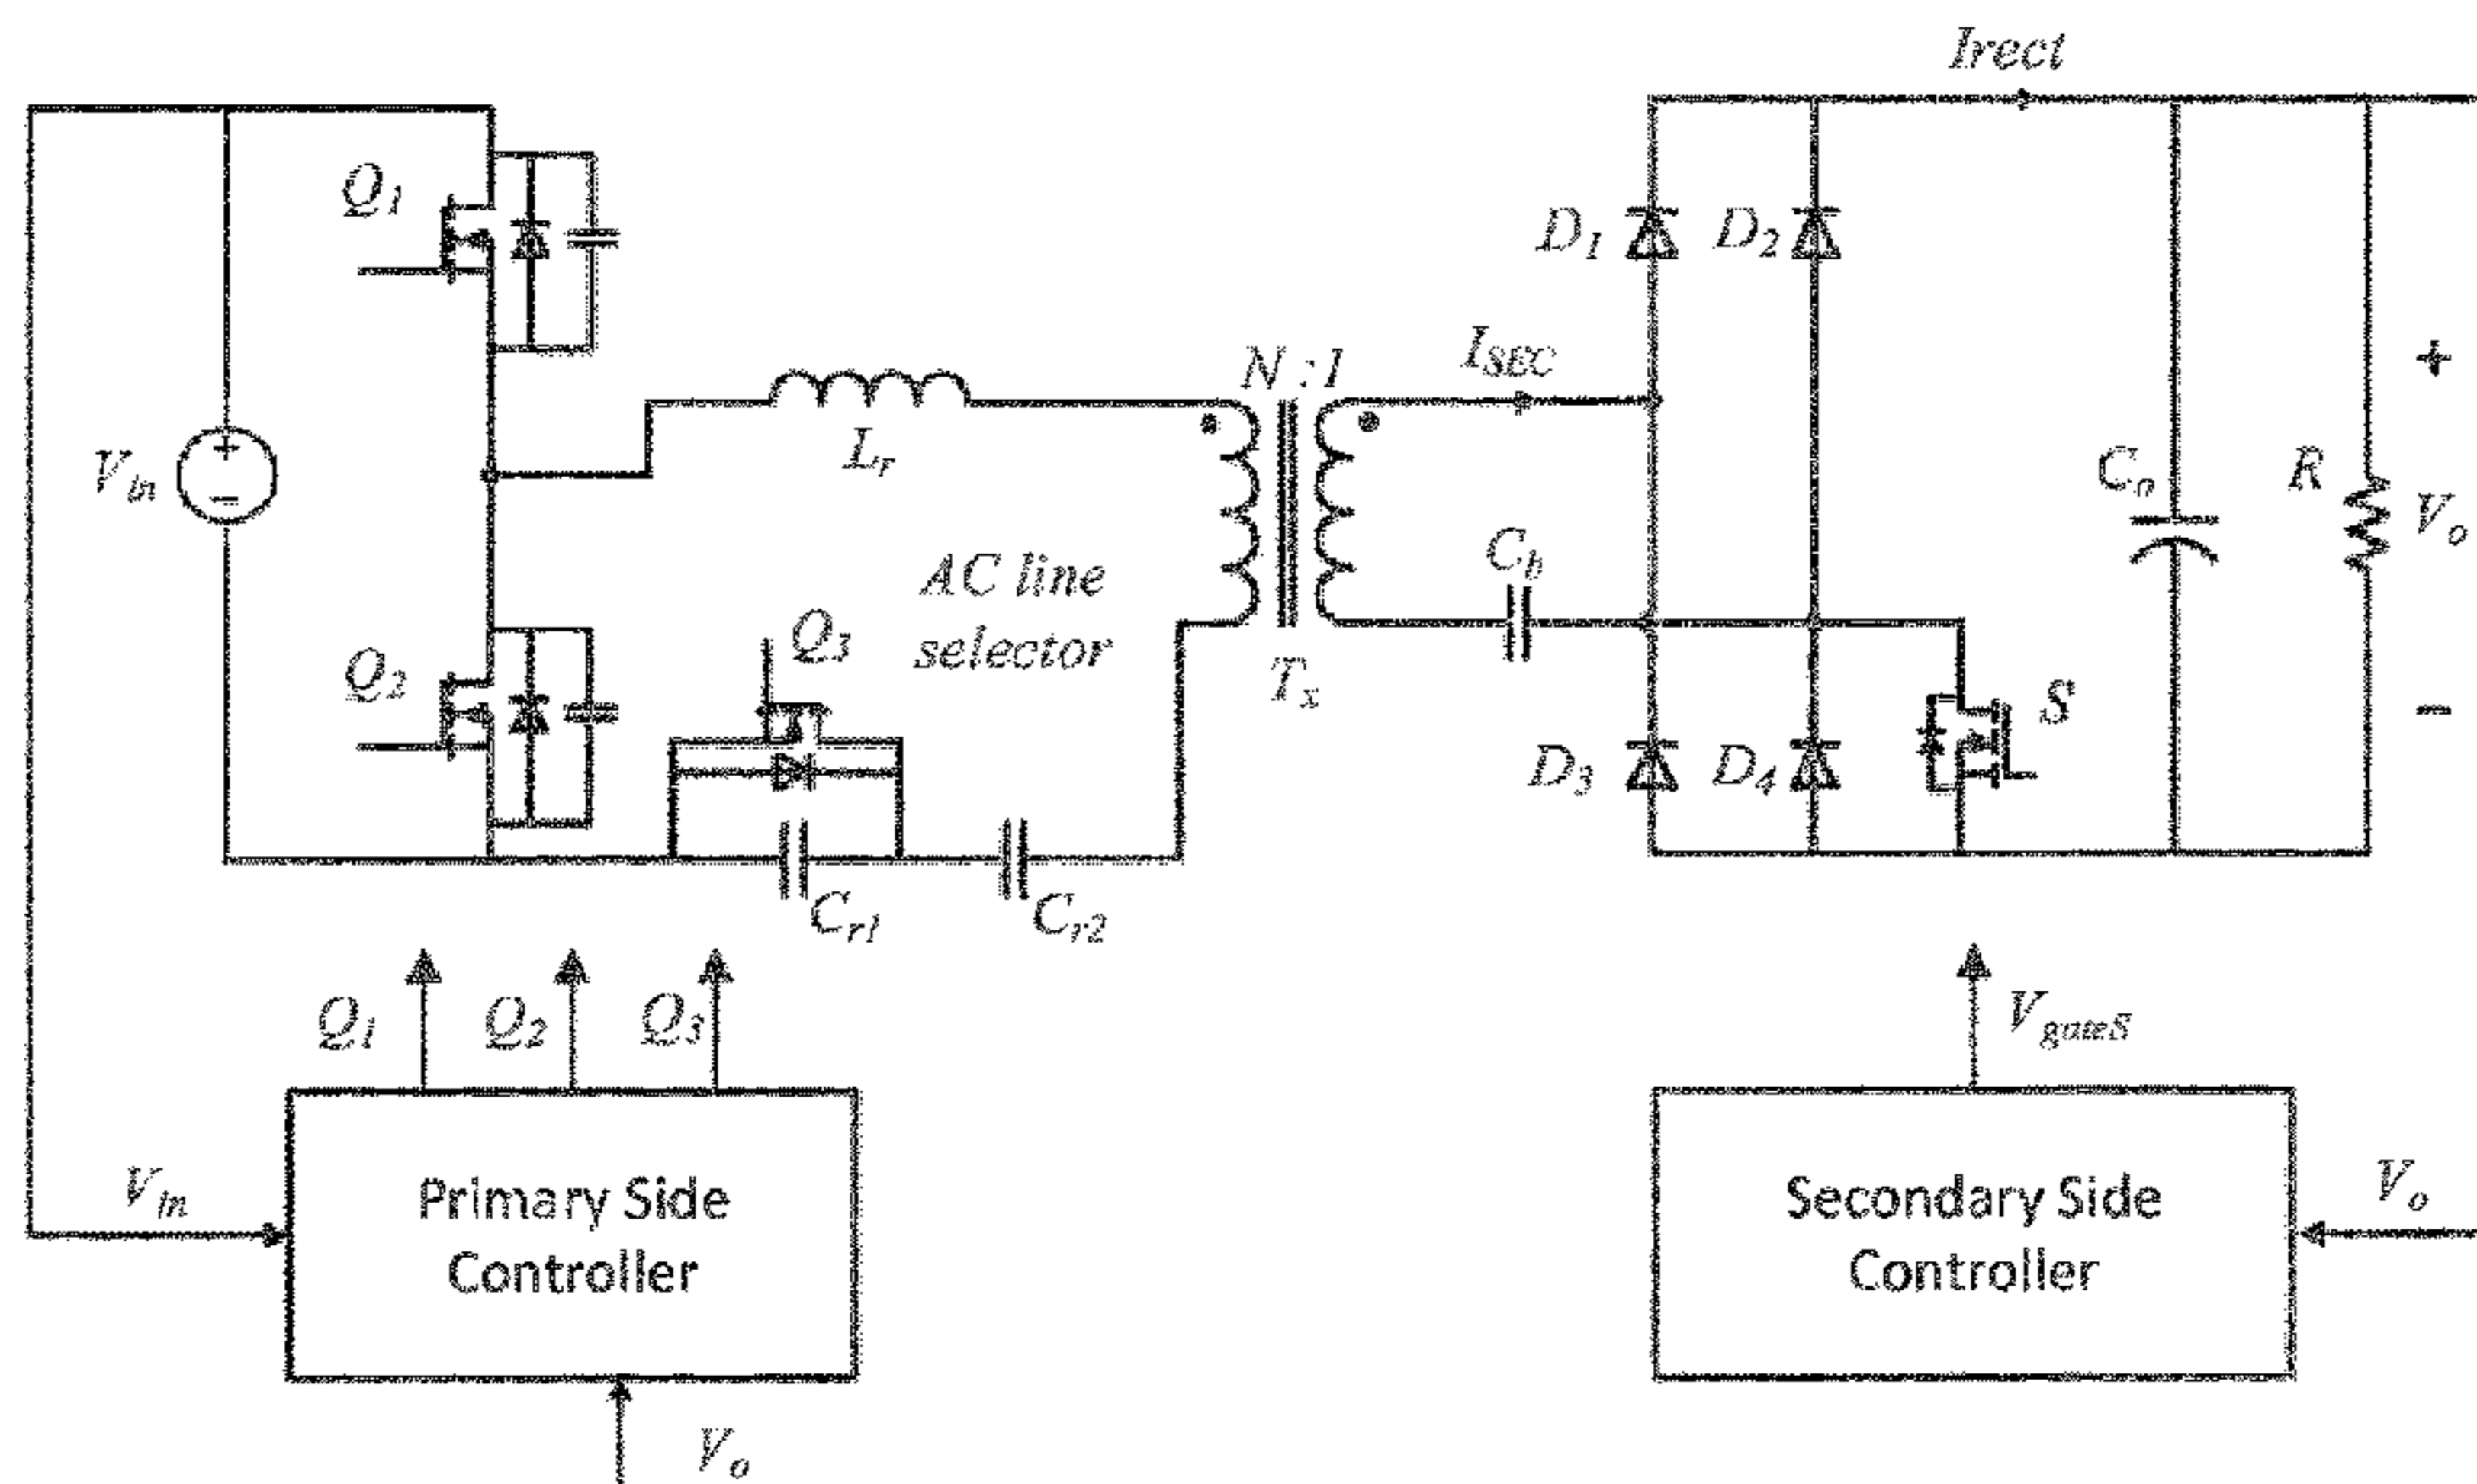 Irect
Q1
D1
D2
N : 1
ISEC
Lr
Vin
+
−
+
Co
R
Vo
AC line
selector
Cb
Q3
Q2
Tx
S
−
D3
D4
Cr1
Cr2
Q1
Q2
Q3
VgateS
Vin
Primary Side
Controller
Secondary Side
Controller
Vo
Vo